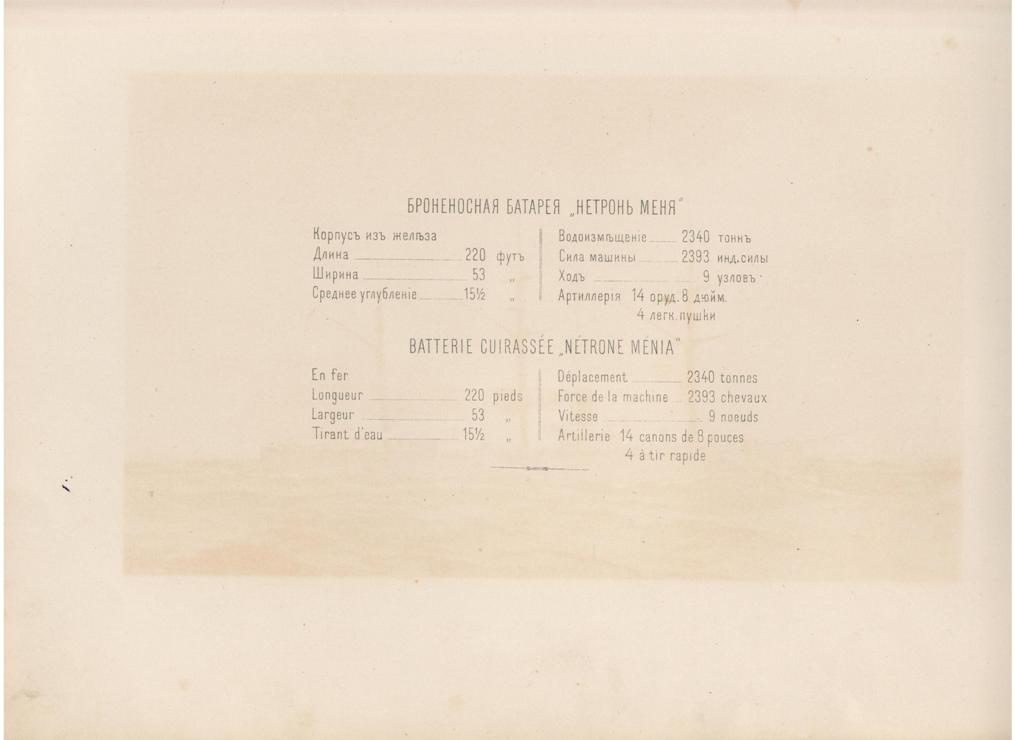 БРОНЕНОСНАЯ БАТАРЕЯ „НЕТРОНЬ МЕНЯ“
Корпусъ изъ желѣза
Длина 220 футъ
Ширина 53 „
Среднее углубленіе 15½ „
Водоизмѣщеніе 2340 тоннъ
Сила машины 2393 инд. силы
Ходъ 9 узловъ
Артиллерія 14 оруд. 8 дюйм.
4 легк. пушки
BATTERIE CUIRASSÉE „NÉTRONE MÉNIA“
En fer
Longueur 220 pieds
Largeur 53 „
Tirant d'eau 15½ „
Déplacement 2340 tonnes
Force de la machine 2393 chevaux
Vitesse 9 noeuds
Artillerie 14 canons de 8 pouces
4 à tir rapide